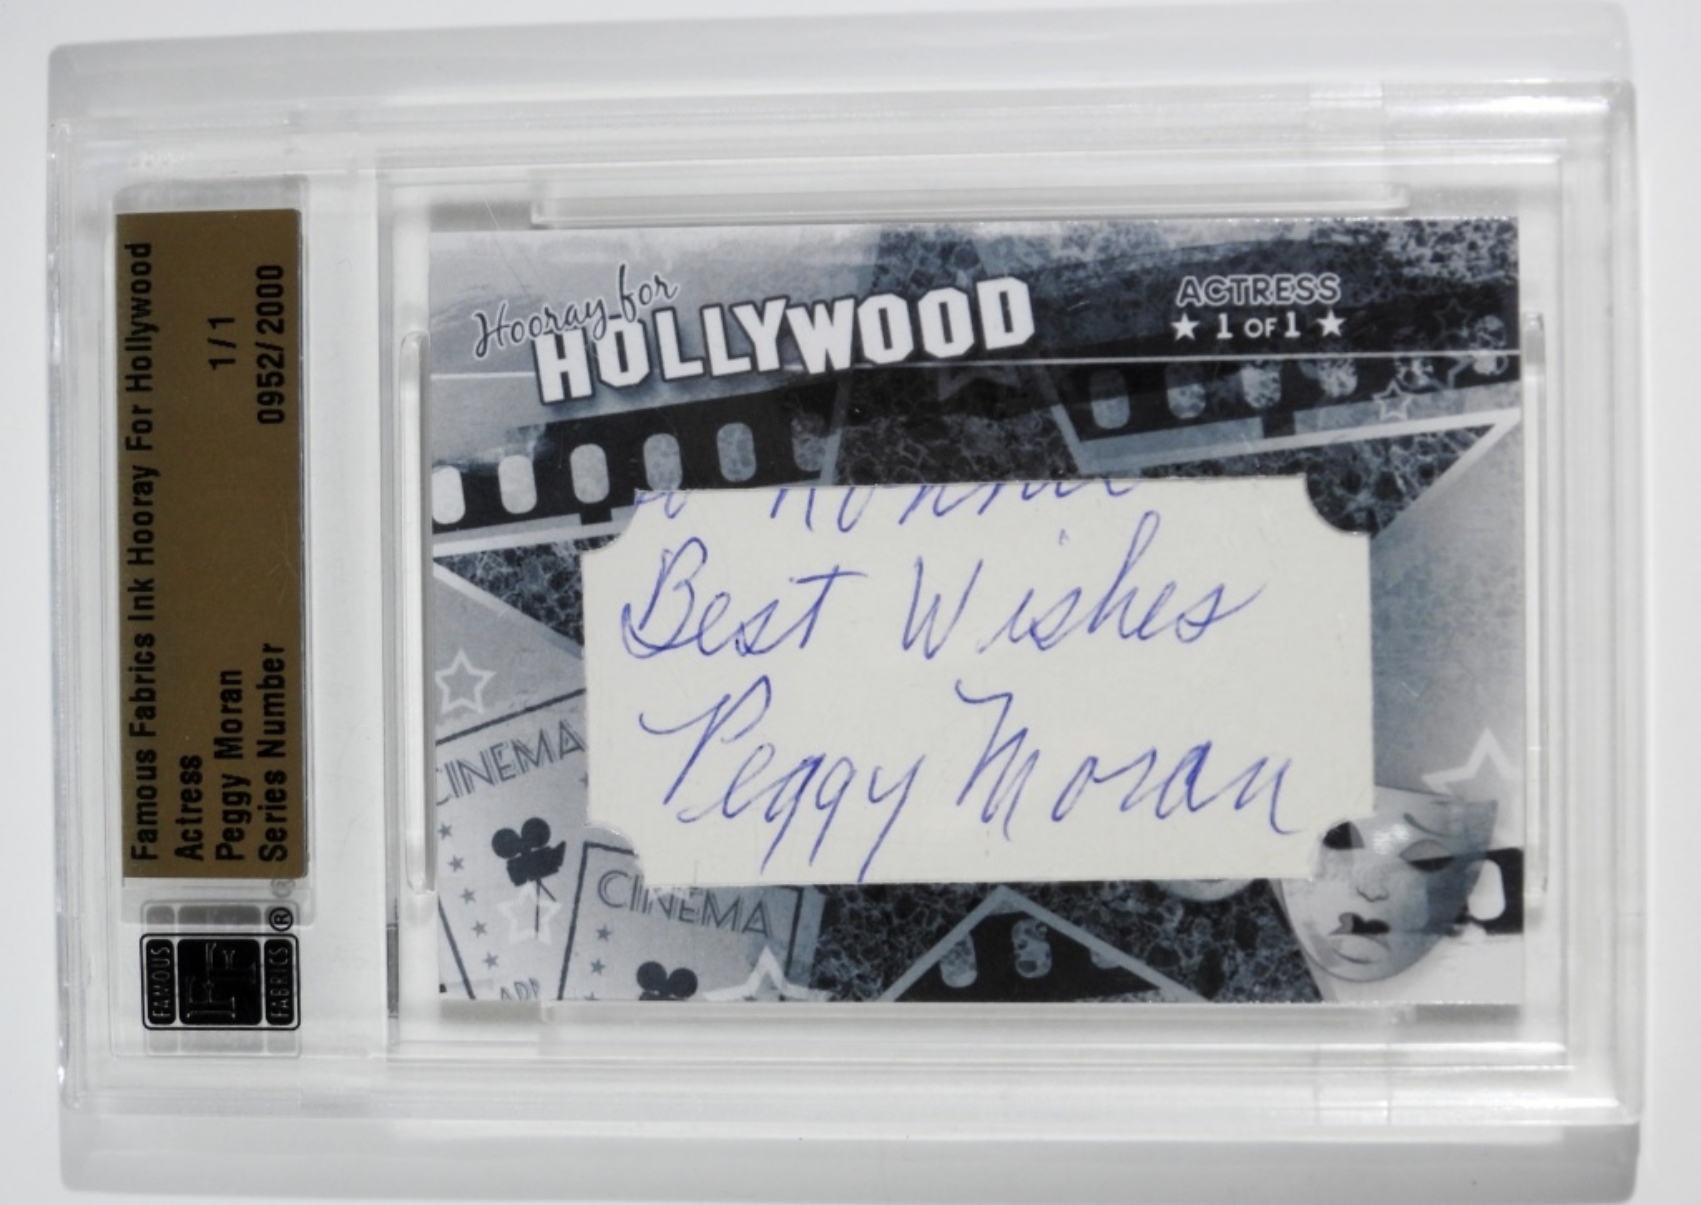 Famous Fabrics Ink Hooray For Hollywood
Actress 1/1
Peggy Moran
Series Number 0952/2000
FAMOUS FF FABRICS ®
Hooray for
HOLLYWOOD
ACTRESS
★ 1 OF 1 ★
Best Wishes
Peggy Moran
CINEMA
CINEMA